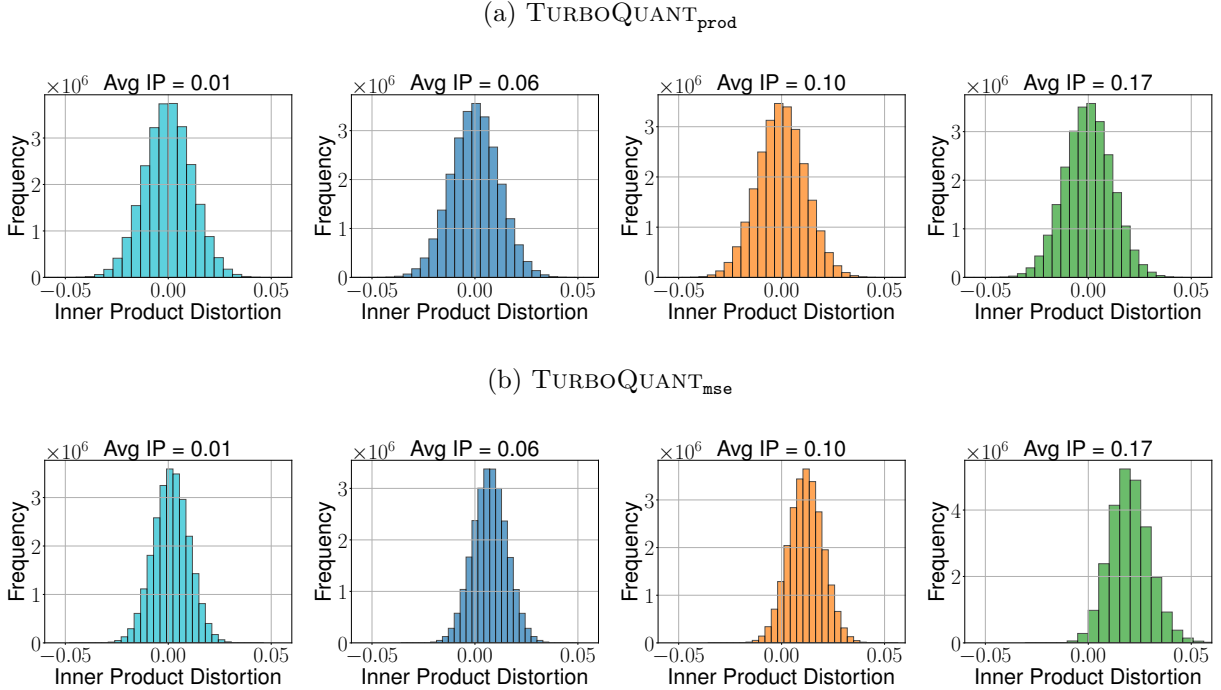 (a) TURBOQUANT_prod
×10^6 Avg IP = 0.01
Frequency
3
2
1
0
−0.05 0.00 0.05
Inner Product Distortion
×10^6 Avg IP = 0.06
Frequency
3
2
1
0
−0.05 0.00 0.05
Inner Product Distortion
×10^6 Avg IP = 0.10
Frequency
3
2
1
0
−0.05 0.00 0.05
Inner Product Distortion
×10^6 Avg IP = 0.17
Frequency
3
2
1
0
−0.05 0.00 0.05
Inner Product Distortion
(b) TURBOQUANT_mse
×10^6 Avg IP = 0.01
Frequency
3
2
1
0
−0.05 0.00 0.05
Inner Product Distortion
×10^6 Avg IP = 0.06
Frequency
3
2
1
0
−0.05 0.00 0.05
Inner Product Distortion
×10^6 Avg IP = 0.10
Frequency
3
2
1
0
−0.05 0.00 0.05
Inner Product Distortion
×10^6 Avg IP = 0.17
Frequency
4
2
0
−0.05 0.00 0.05
Inner Product Distortion